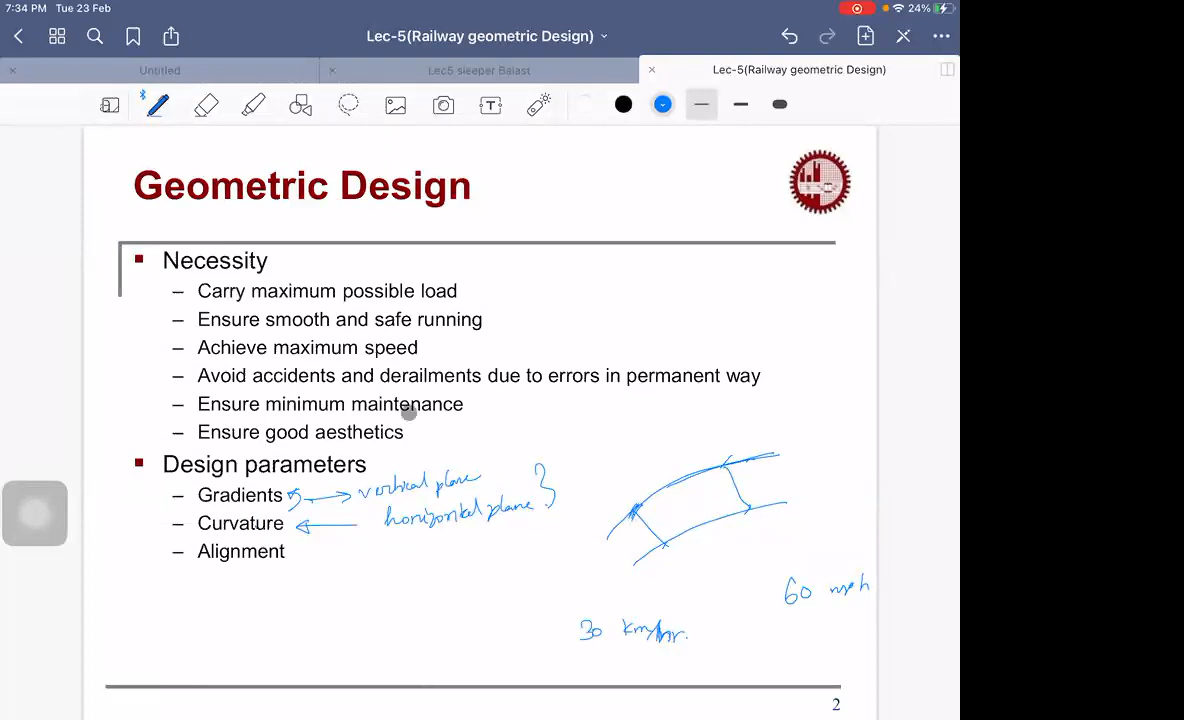 7:34 PM Tue 23 Feb
24%
Lec-5(Railway geometric Design)
Untitled
Lec5 sleeper Balast
Lec-5(Railway geometric Design)
T
Geometric Design
Necessity
– Carry maximum possible load
– Ensure smooth and safe running
– Achieve maximum speed
– Avoid accidents and derailments due to errors in permanent way
– Ensure minimum maintenance
– Ensure good aesthetics
Design parameters
– Gradients vertical plane
– Curvature horizontal plane
– Alignment
60 mph
30 km/hr.
2